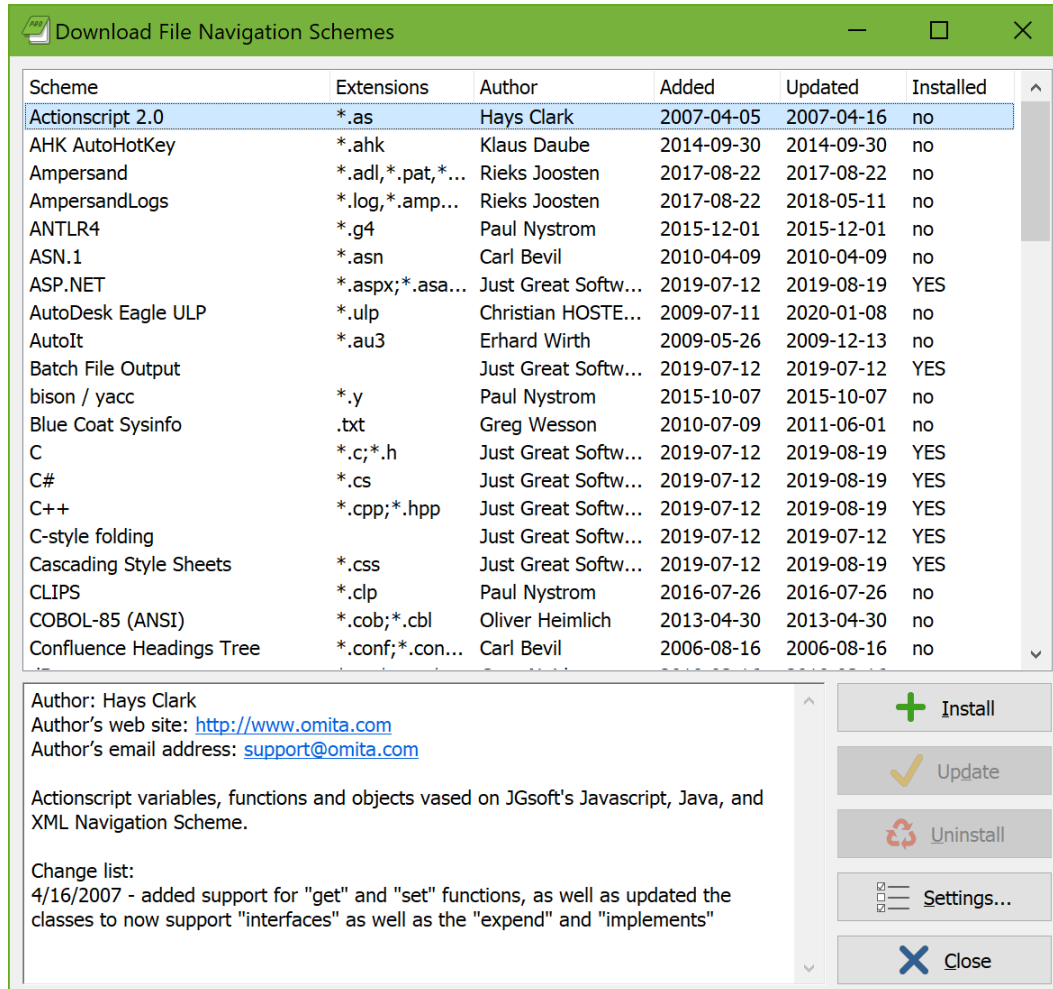 Download File Navigation Schemes
Scheme Extensions Author Added Updated Installed
Actionscript 2.0 *.as Hays Clark 2007-04-05 2007-04-16 no
AHK AutoHotKey *.ahk Klaus Daube 2014-09-30 2014-09-30 no
Ampersand *.adl,*.pat,*... Rieks Joosten 2017-08-22 2017-08-22 no
AmpersandLogs *.log,*.amp... Rieks Joosten 2017-08-22 2018-05-11 no
ANTLR4 *.g4 Paul Nystrom 2015-12-01 2015-12-01 no
ASN.1 *.asn Carl Bevil 2010-04-09 2010-04-09 no
ASP.NET *.aspx;*.asa... Just Great Softw... 2019-07-12 2019-08-19 YES
AutoDesk Eagle ULP *.ulp Christian HOSTE... 2009-07-11 2020-01-08 no
AutoIt *.au3 Erhard Wirth 2009-05-26 2009-12-13 no
Batch File Output Just Great Softw... 2019-07-12 2019-07-12 YES
bison / yacc *.y Paul Nystrom 2015-10-07 2015-10-07 no
Blue Coat Sysinfo .txt Greg Wesson 2010-07-09 2011-06-01 no
C *.c;*.h Just Great Softw... 2019-07-12 2019-08-19 YES
C# *.cs Just Great Softw... 2019-07-12 2019-08-19 YES
C++ *.cpp;*.hpp Just Great Softw... 2019-07-12 2019-08-19 YES
C-style folding Just Great Softw... 2019-07-12 2019-07-12 YES
Cascading Style Sheets *.css Just Great Softw... 2019-07-12 2019-08-19 YES
CLIPS *.clp Paul Nystrom 2016-07-26 2016-07-26 no
COBOL-85 (ANSI) *.cob;*.cbl Oliver Heimlich 2013-04-30 2013-04-30 no
Confluence Headings Tree *.conf;*.con... Carl Bevil 2006-08-16 2006-08-16 no
Author: Hays Clark
Author's web site: http://www.omita.com
Author's email address: support@omita.com
Actionscript variables, functions and objects vased on JGsoft's Javascript, Java, and
XML Navigation Scheme.
Change list:
4/16/2007 - added support for "get" and "set" functions, as well as updated the
classes to now support "interfaces" as well as the "expend" and "implements"
Install
Update
Uninstall
Settings...
Close